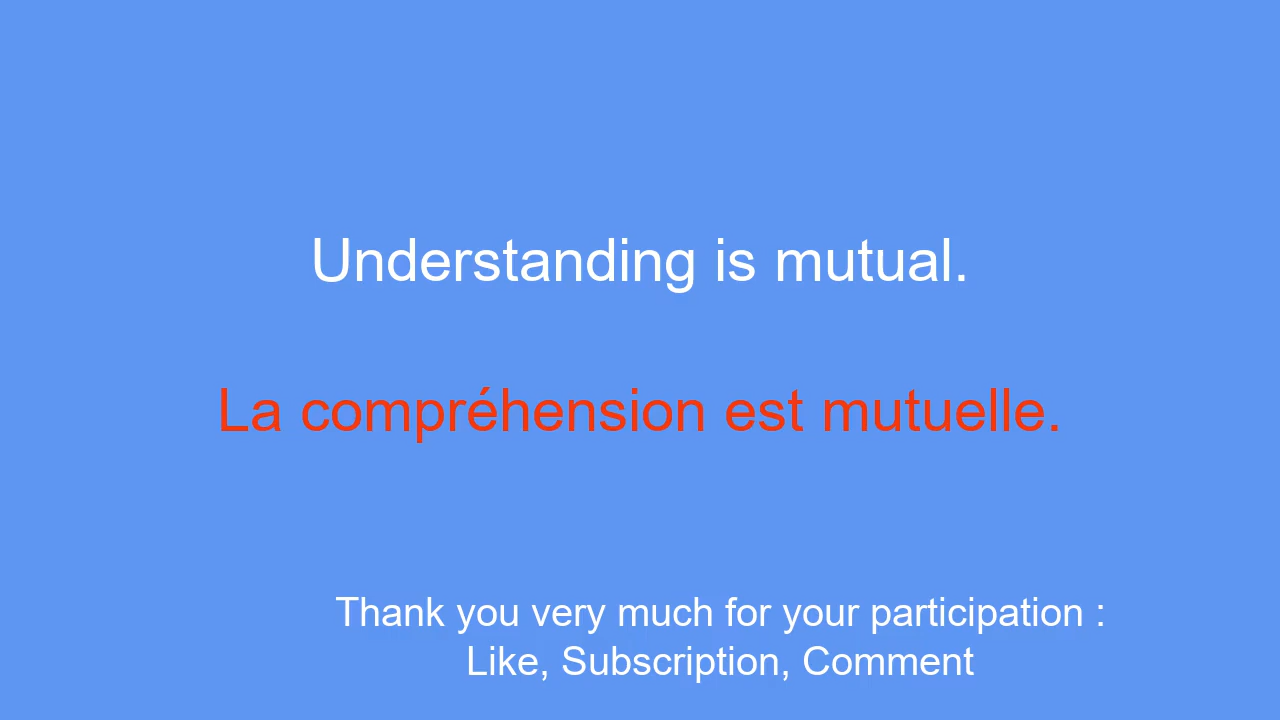 Understanding is mutual.
La compréhension est mutuelle.
Thank you very much for your participation :
Like, Subscription, Comment